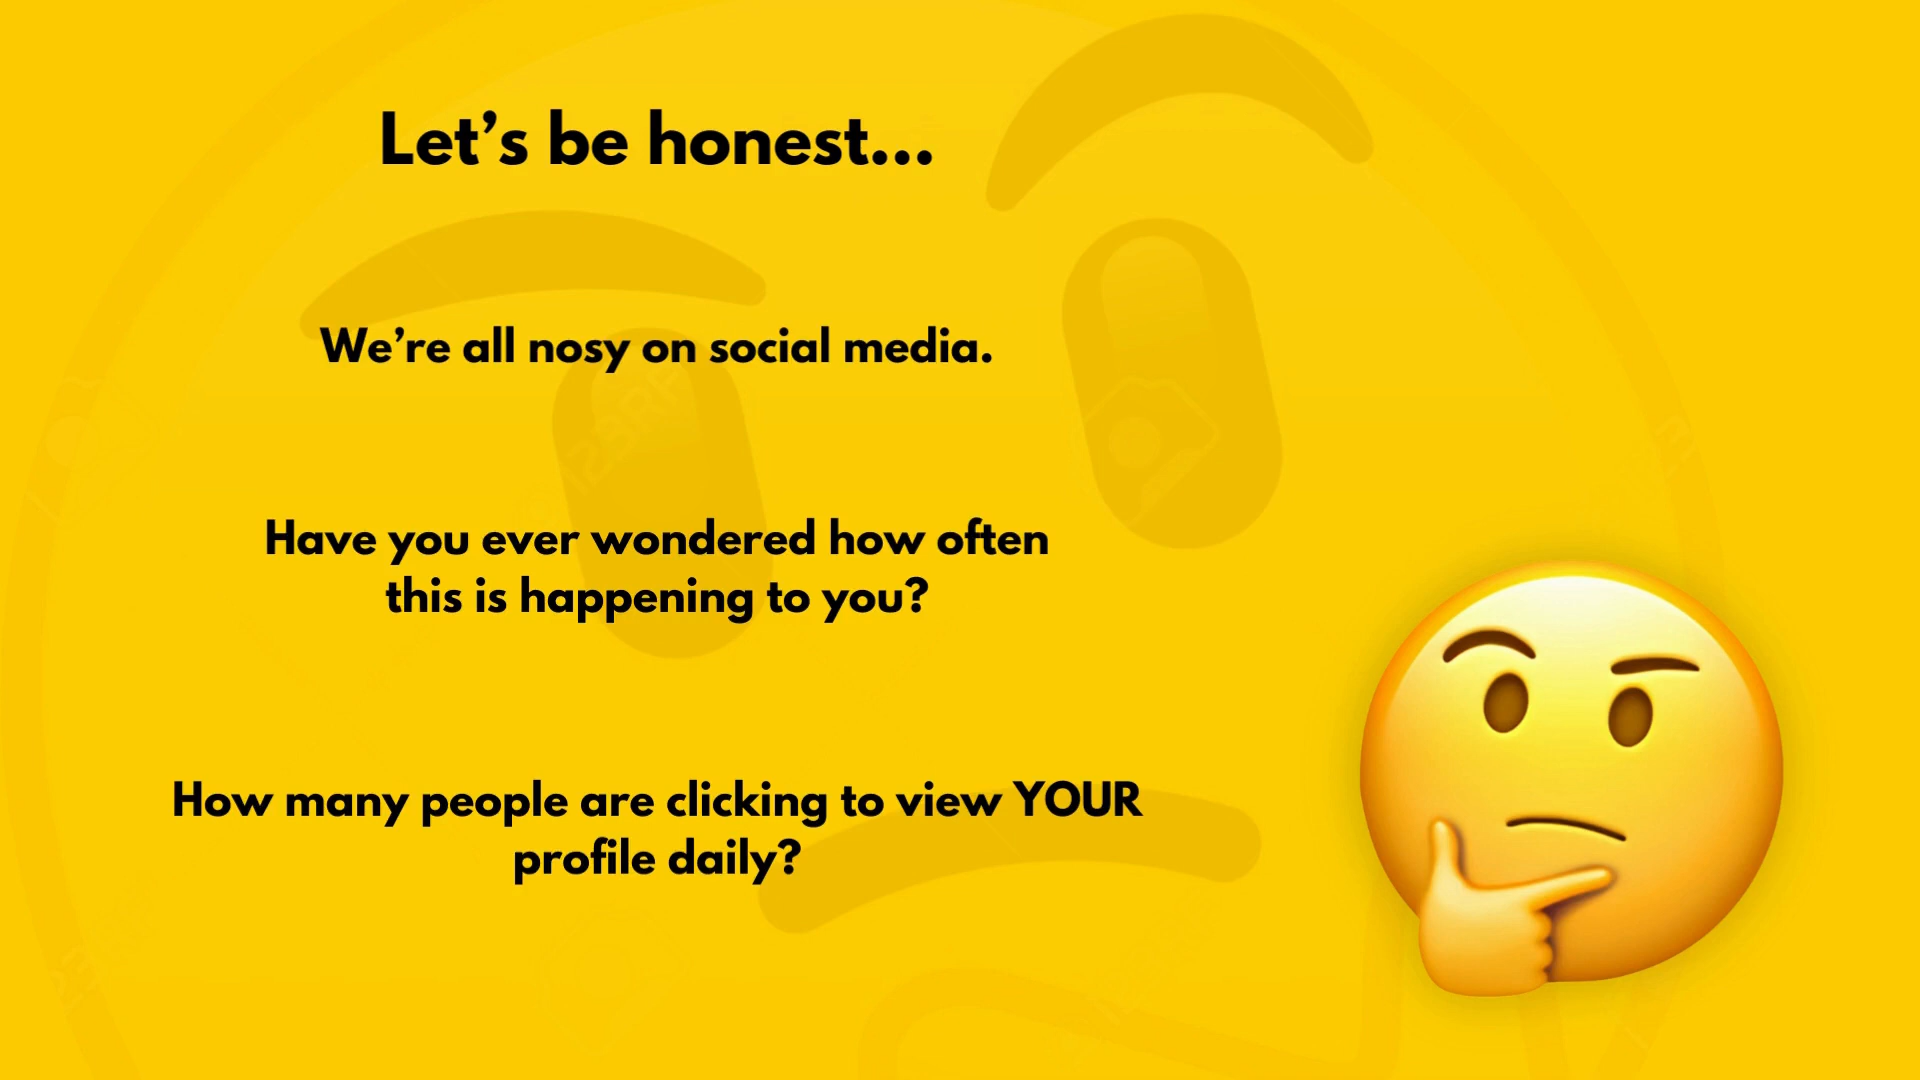 Let’s be honest...
We’re all nosy on social media.
Have you ever wondered how often
this is happening to you?
How many people are clicking to view YOUR
profile daily?